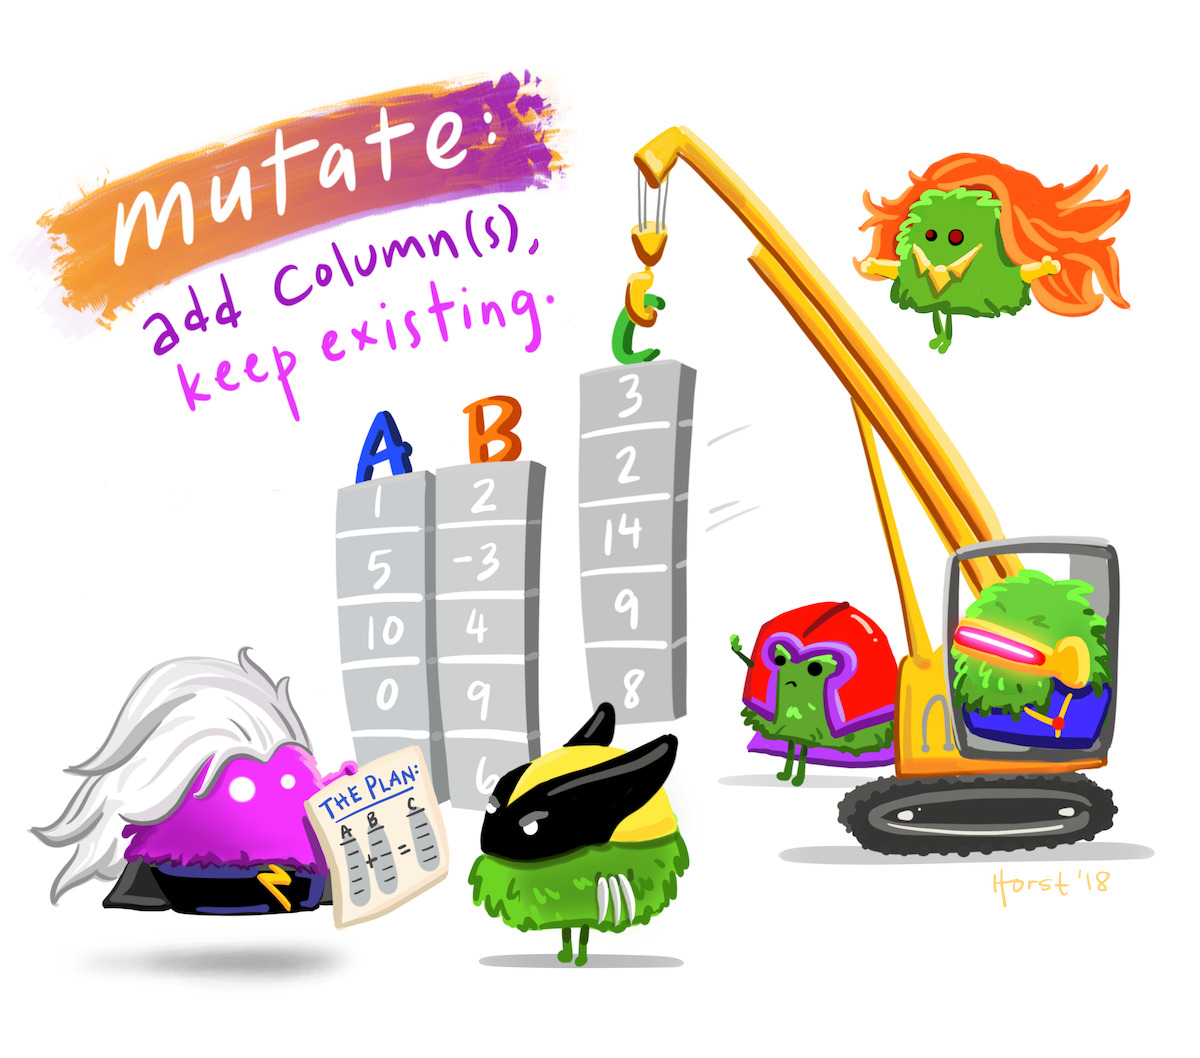 mutate:
add column(s),
keep existing.
A B C
1 2 3
5 -3 2
10 4 14
0 9 9
6 8
THE PLAN:
A B C
+ =
Horst '18